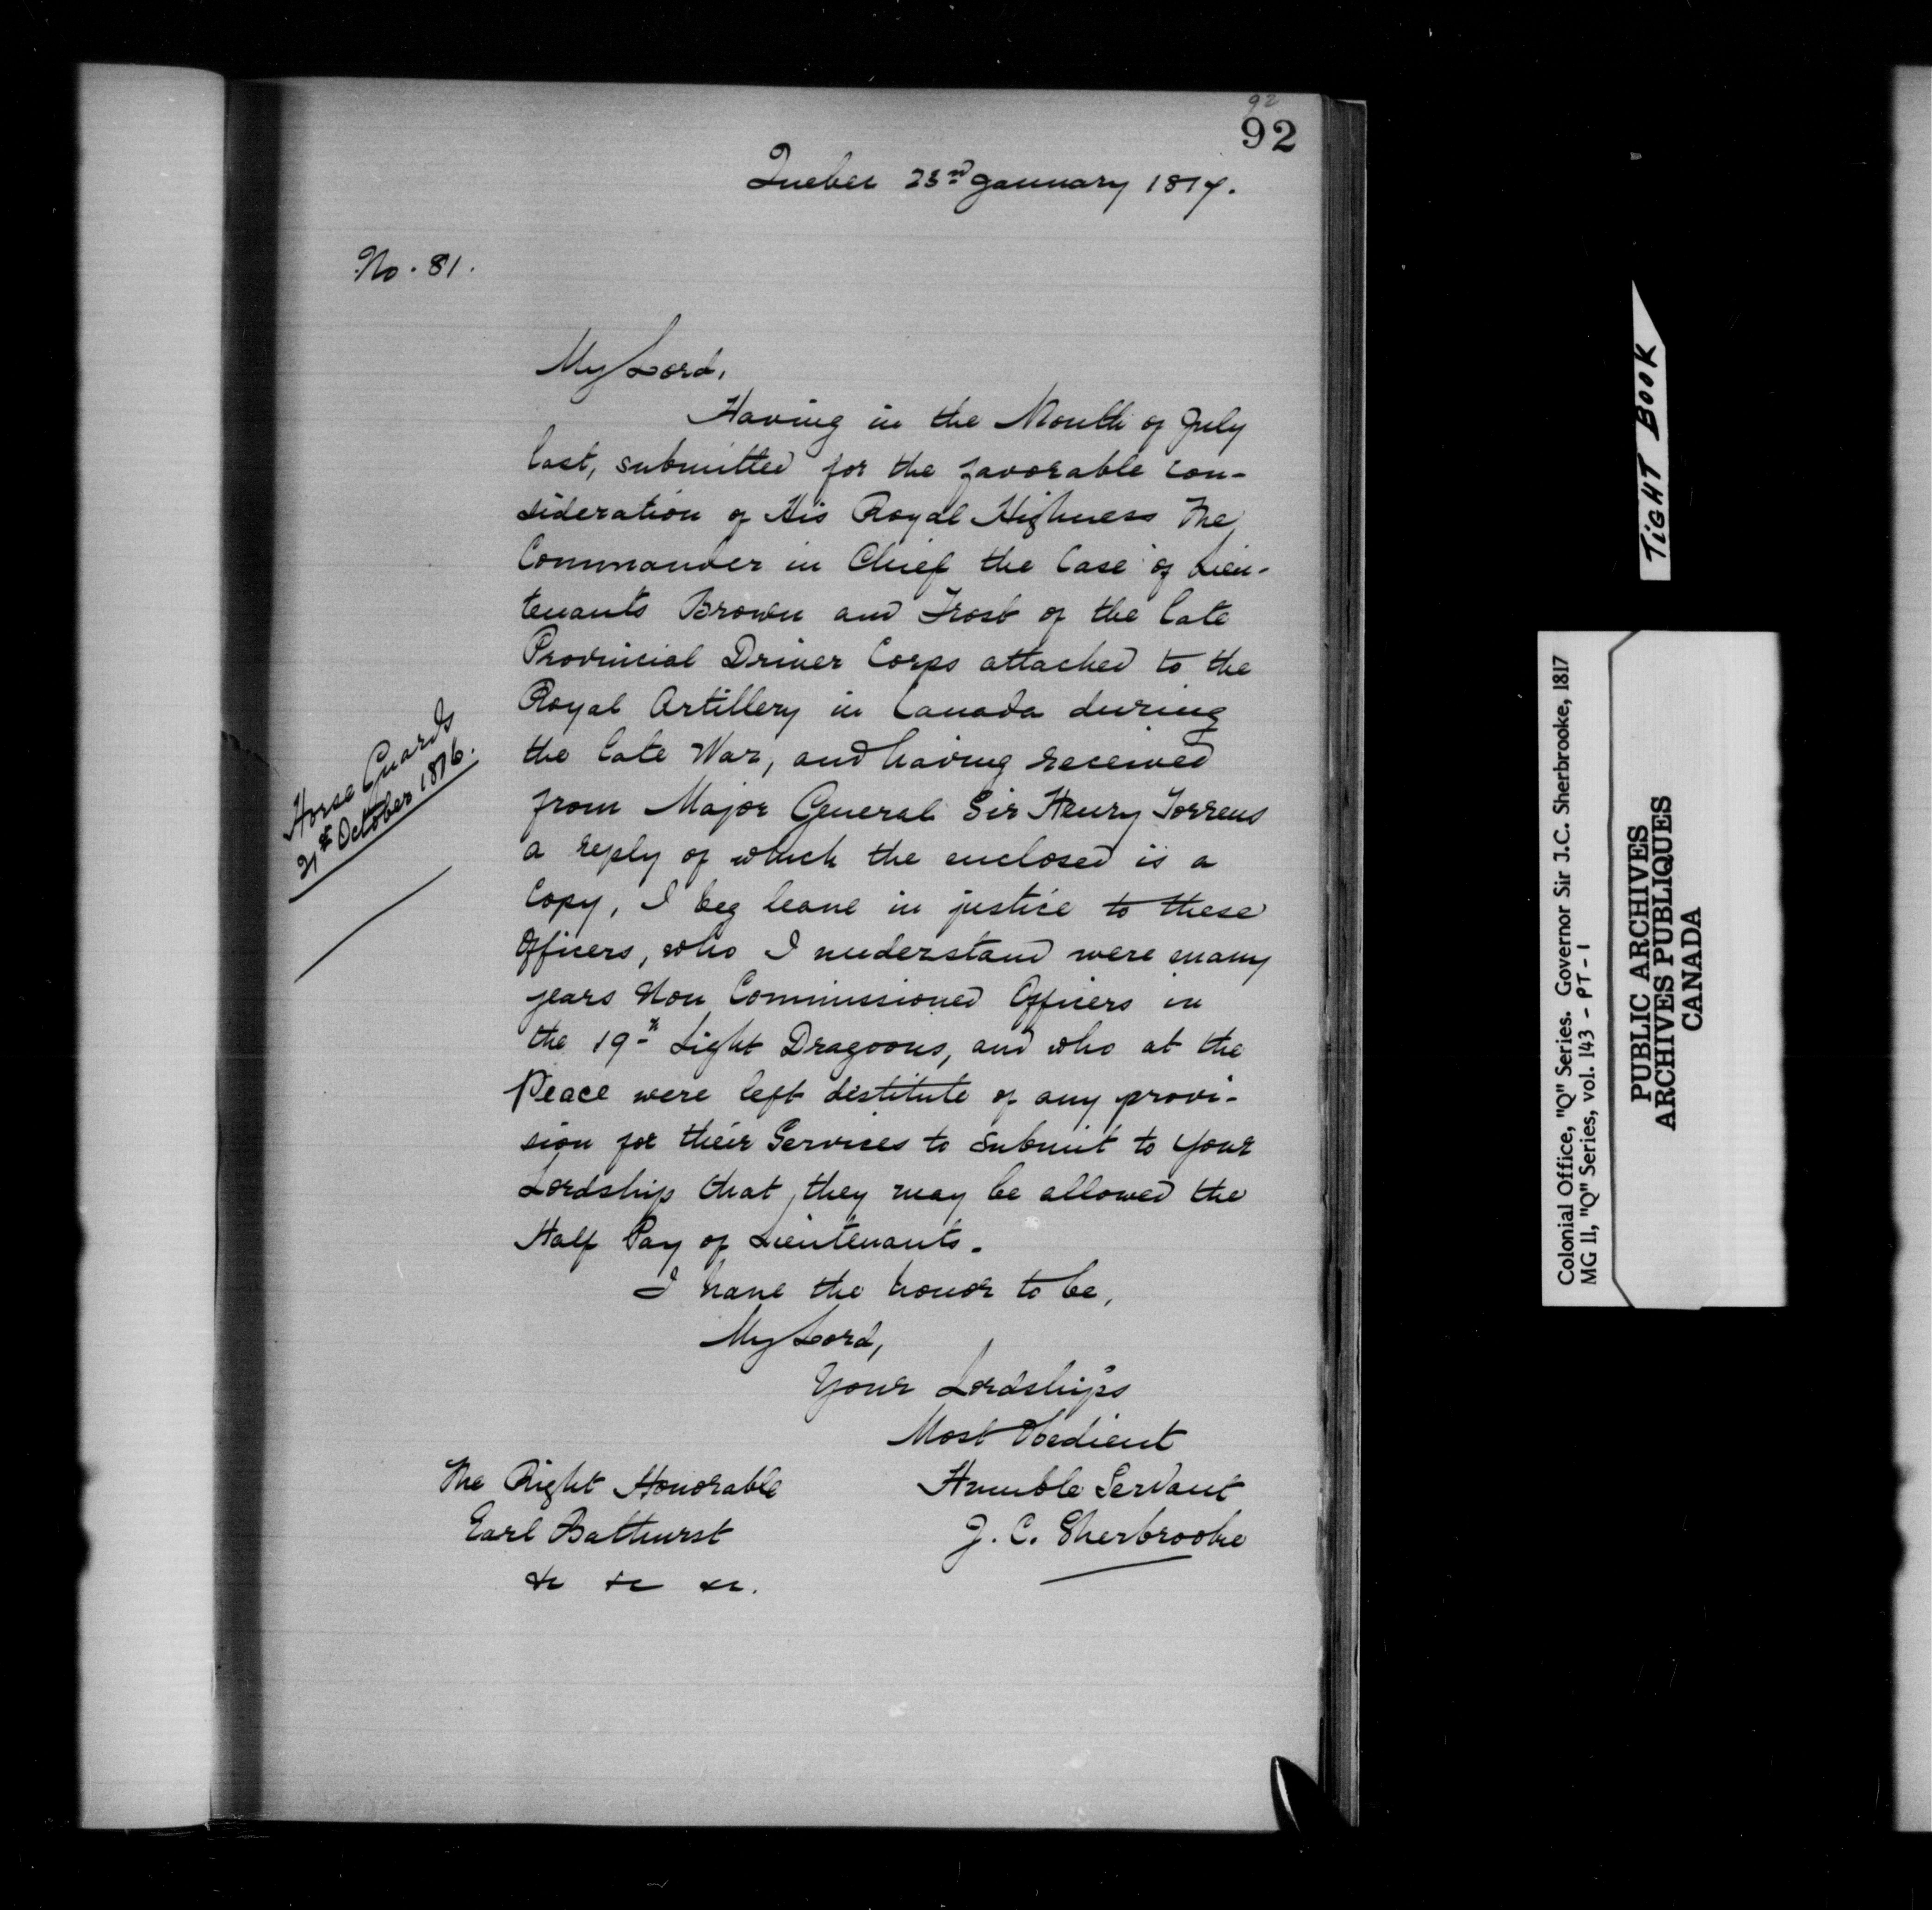 92
92
Quebec 23rd January 1817.
No. 81.
My Lord,
Having in the Month of July
last, submitted for the favorable con-
sideration of His Royal Highness The
Commander in Chief the Case of Lieu-
tenants Brown and Frost of the late
Provincial Driver Corps attached to the
Royal Artillery in Canada during
the late War, and having received
from Major General Sir Henry Torrens
a reply of which the enclosed is a
Copy, I beg leave in justice to these
Officers, who I understand were many
years Non Commissioned Officers in
the 19th Light Dragoons, and who at the
Peace were left destitute of any provi-
sion for their Services to submit to Your
Lordship that they may be allowed the
Half Pay of Lieutenants.
I have the honor to be,
My Lord,
Your Lordship's
Most Obedient
Humble Servant
J. C. Sherbrooke
The Right Honorable
Earl Bathurst
&c &c &c.
Horse Guards
21st October 1816.
TIGHT BOOK
Colonial Office, "Q" Series. Governor Sir J.C. Sherbrooke, 1817
MG 11, "Q" Series, vol. 143 - PT - 1
PUBLIC ARCHIVES
ARCHIVES PUBLIQUES
CANADA